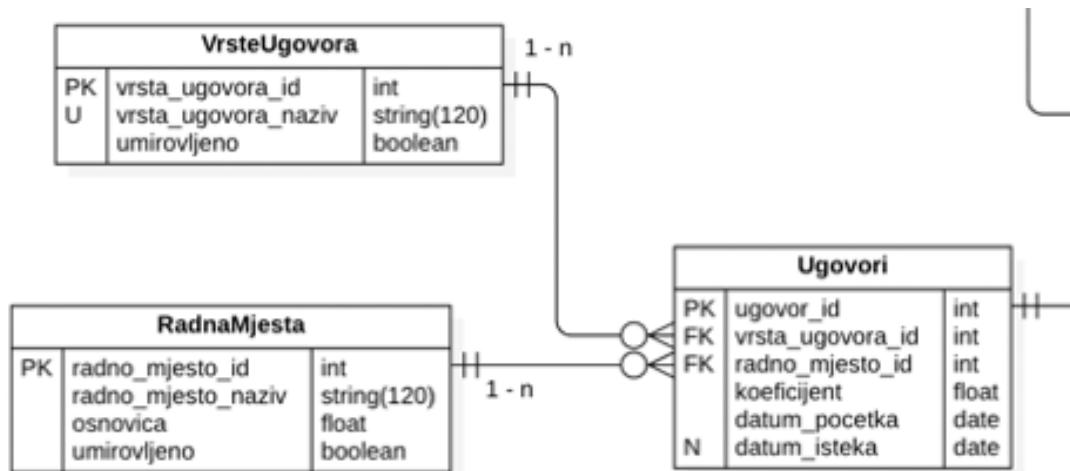 VrsteUgovora
1 - n
PK vrsta_ugovora_id int
U vrsta_ugovora_naziv string(120)
umirovljeno boolean
Ugovori
PK ugovor_id int
FK vrsta_ugovora_id int
FK radno_mjesto_id int
koeficijent float
datum_pocetka date
N datum_isteka date
RadnaMjesta
PK radno_mjesto_id int
radno_mjesto_naziv string(120)
osnovica float
umirovljeno boolean
1 - n